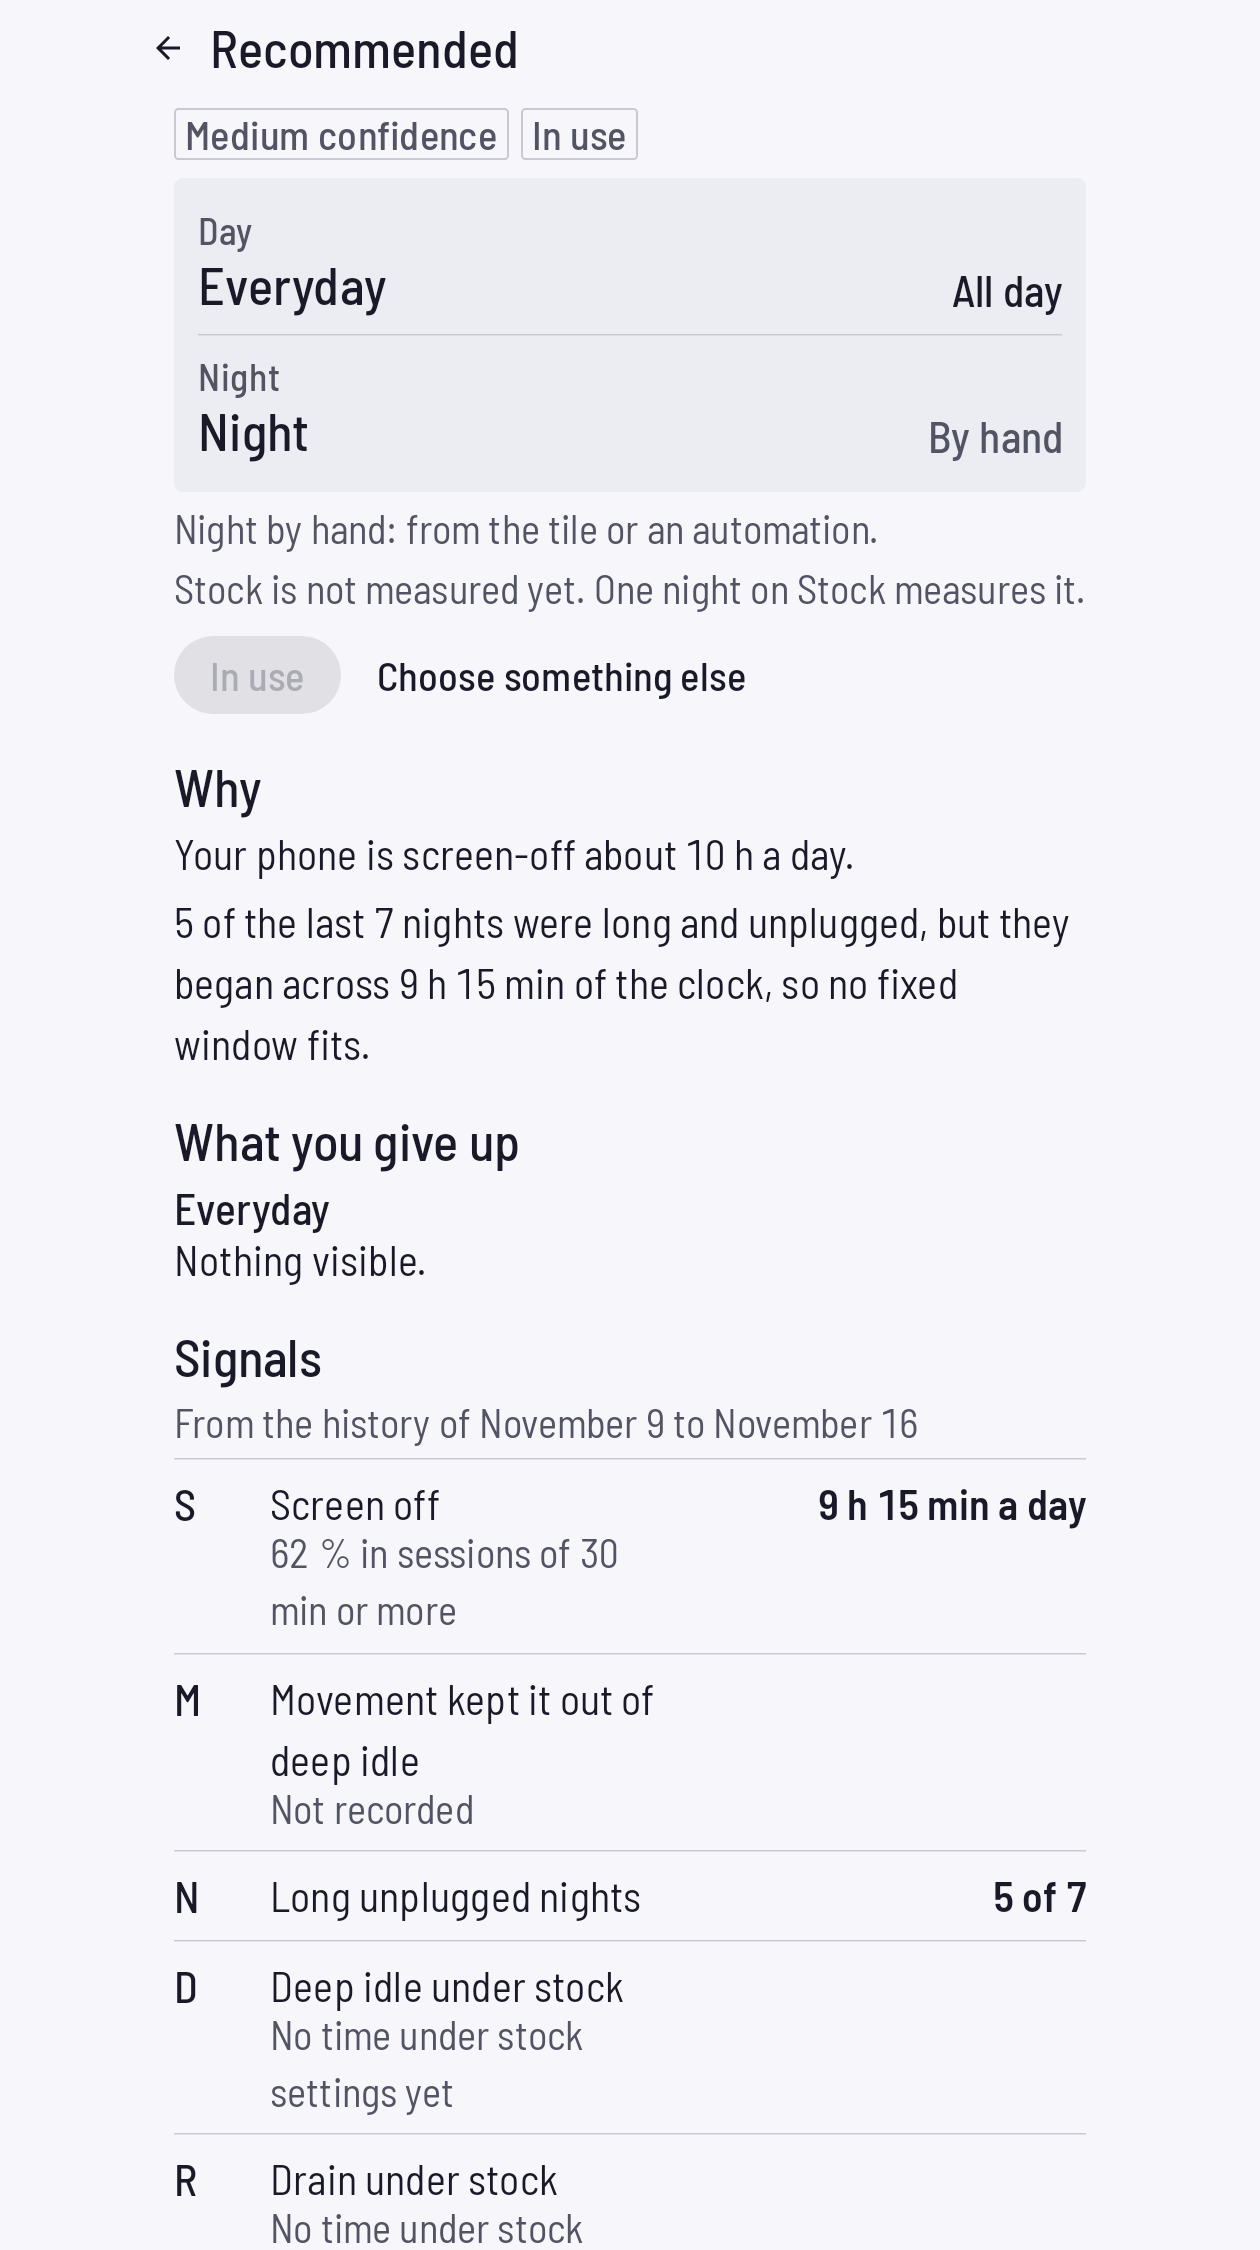 Recommended
Medium confidence
In use
Day
Everyday
All day
Night
Night
By hand
Night by hand: from the tile or an automation.
Stock is not measured yet. One night on Stock measures it.
In use
Choose something else
Why
Your phone is screen-off about 10 h a day.
5 of the last 7 nights were long and unplugged, but they
began across 9 h 15 min of the clock, so no fixed
window fits.
What you give up
Everyday
Nothing visible.
Signals
From the history of November 9 to November 16
S
Screen off
9 h 15 min a day
62 % in sessions of 30
min or more
M
Movement kept it out of
deep idle
Not recorded
N
Long unplugged nights
5 of 7
D
Deep idle under stock
No time under stock
settings yet
R
Drain under stock
No time under stock